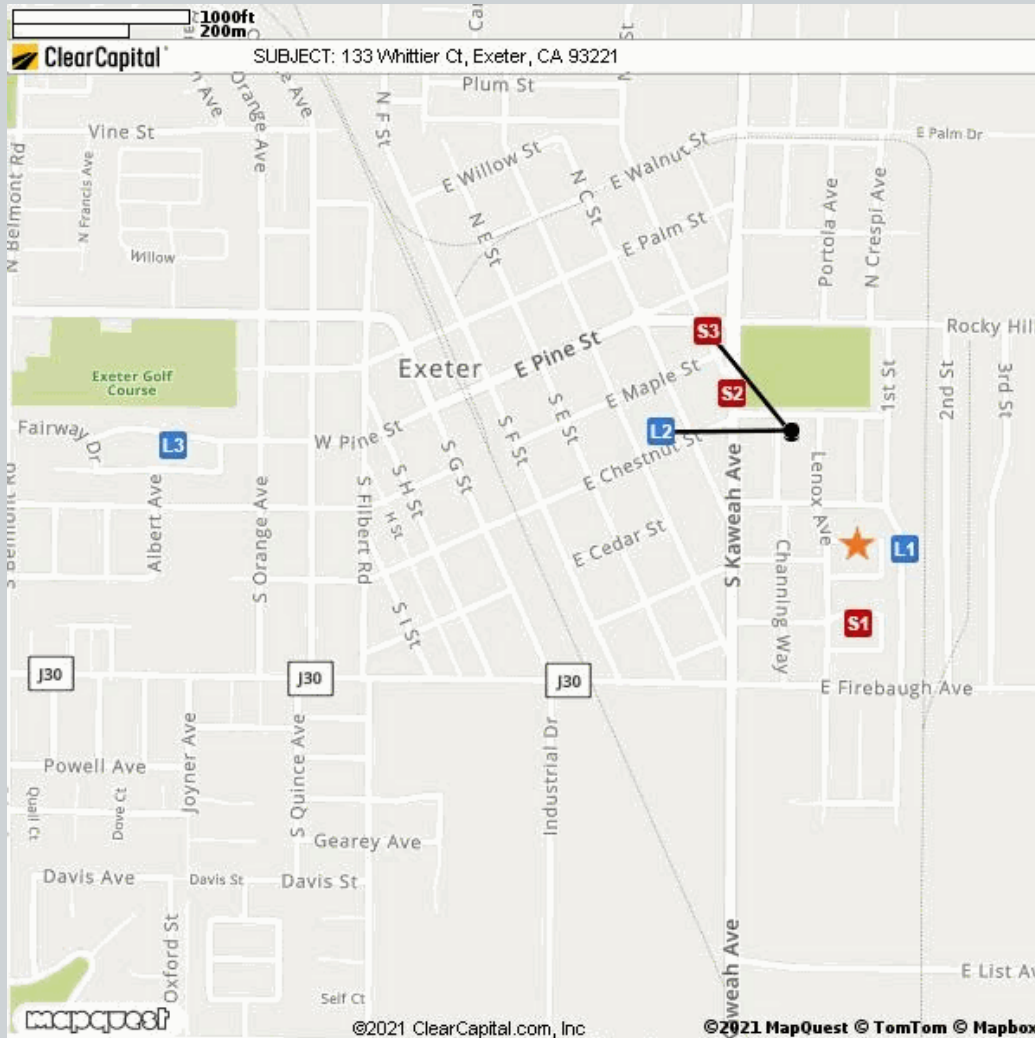 1000ft
200m
ClearCapital
SUBJECT: 133 Whittier Ct, Exeter, CA 93221
Plum St
Vine St
Orange Ave
N F St
E Willow St
E Walnut St
E Palm Dr
N Belmont Rd
N Francis Ave
N C St
N E St
E Palm St
Portola Ave
N Crespi Ave
Willow
S3
Rocky Hill
Exeter
E Pine St
Exeter Golf
Course
S2
E Maple St
1st St
2nd St
3rd St
Fairway Dr
L3
W Pine St
L2
S E St
S F St
S G St
E Chestnut St
S H St
H St
S Kaweah Ave
Lenox Ave
S Belmont Rd
Albert Ave
S Orange Ave
S Filbert Rd
E Cedar St
L1
Channing Way
S I St
S1
J30
J30
J30
E Firebaugh Ave
Joyner Ave
S Quince Ave
Industrial Dr
Powell Ave
Quail Ct
Dove Ct
Gearey Ave
Davis Ave
Davis St
Davis St
Oxford St
Self Ct
E List Av
mapquest
©2021 ClearCapital.com, Inc
©2021 MapQuest © TomTom © Mapbox